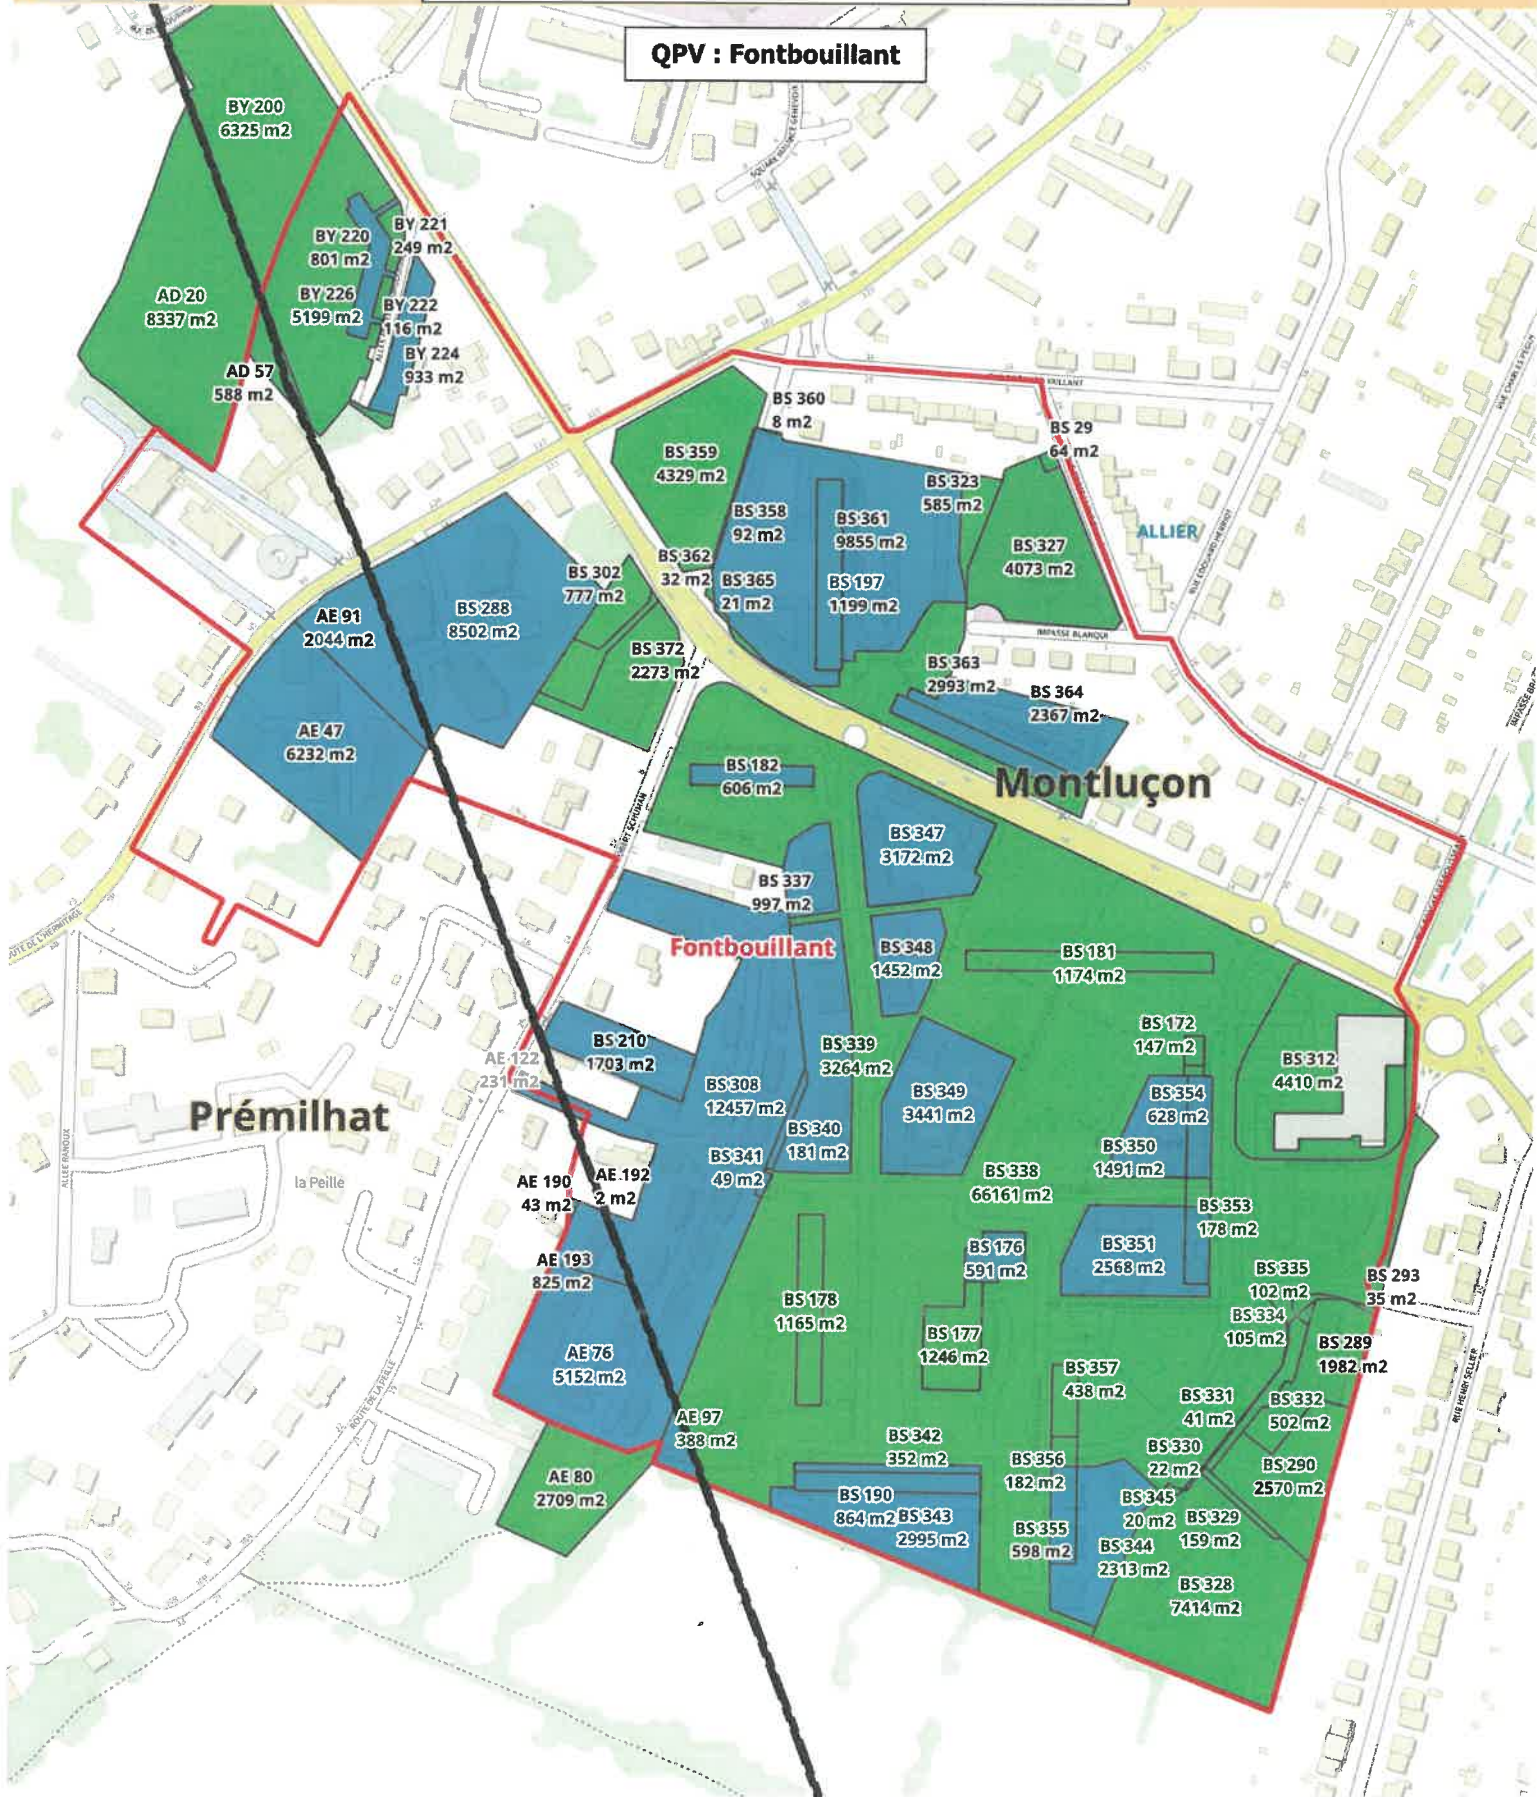 QPV : Fontbouillant
BY 200
6325 m2
BY 221
249 m2
BY 220
801 m2
AD 20
8337 m2
BY 226
5199 m2
BY 222
116 m2
BY 224
933 m2
AD 57
588 m2
BS 360
8 m2
BS 29
64 m2
BS 359
4329 m2
BS 323
585 m2
BS 358
92 m2
BS 361
9855 m2
ALLIER
RUE EDOUARD HERRIOT
BS 327
4073 m2
BS 362
32 m2
BS 302
777 m2
BS 365
21 m2
BS 197
1199 m2
AE 91
2044 m2
BS 288
8502 m2
IMPASSE BLANQUI
BS 372
2273 m2
BS 363
2993 m2
BS 364
2367 m2
AE 47
6232 m2
BS 182
606 m2
Montluçon
BS 347
3172 m2
BS 337
997 m2
Fontbouillant
BS 348
1452 m2
BS 181
1174 m2
BS 172
147 m2
BS 210
1703 m2
BS 339
3264 m2
AE 122
231 m2
BS 312
4410 m2
BS 308
12457 m2
BS 349
3441 m2
BS 354
628 m2
Prémilhat
BS 340
181 m2
BS 350
1491 m2
BS 341
49 m2
ALLEE RANOUX
la Peille
AE 190
43 m2
AE 192
2 m2
BS 338
66161 m2
BS 353
178 m2
BS 176
591 m2
BS 351
2568 m2
AE 193
825 m2
BS 335
102 m2
BS 293
35 m2
BS 178
1165 m2
BS 334
105 m2
BS 177
1246 m2
BS 289
1982 m2
AE 76
5152 m2
BS 357
438 m2
RUE HENRI SELLIER
ROUTE DE LA PEILLE
BS 331
41 m2
BS 332
502 m2
AE 97
388 m2
BS 342
352 m2
BS 356
182 m2
BS 330
22 m2
BS 290
2570 m2
AE 80
2709 m2
BS 190
864 m2
BS 343
2995 m2
BS 345
20 m2
BS 329
159 m2
BS 355
598 m2
BS 344
2313 m2
BS 328
7414 m2